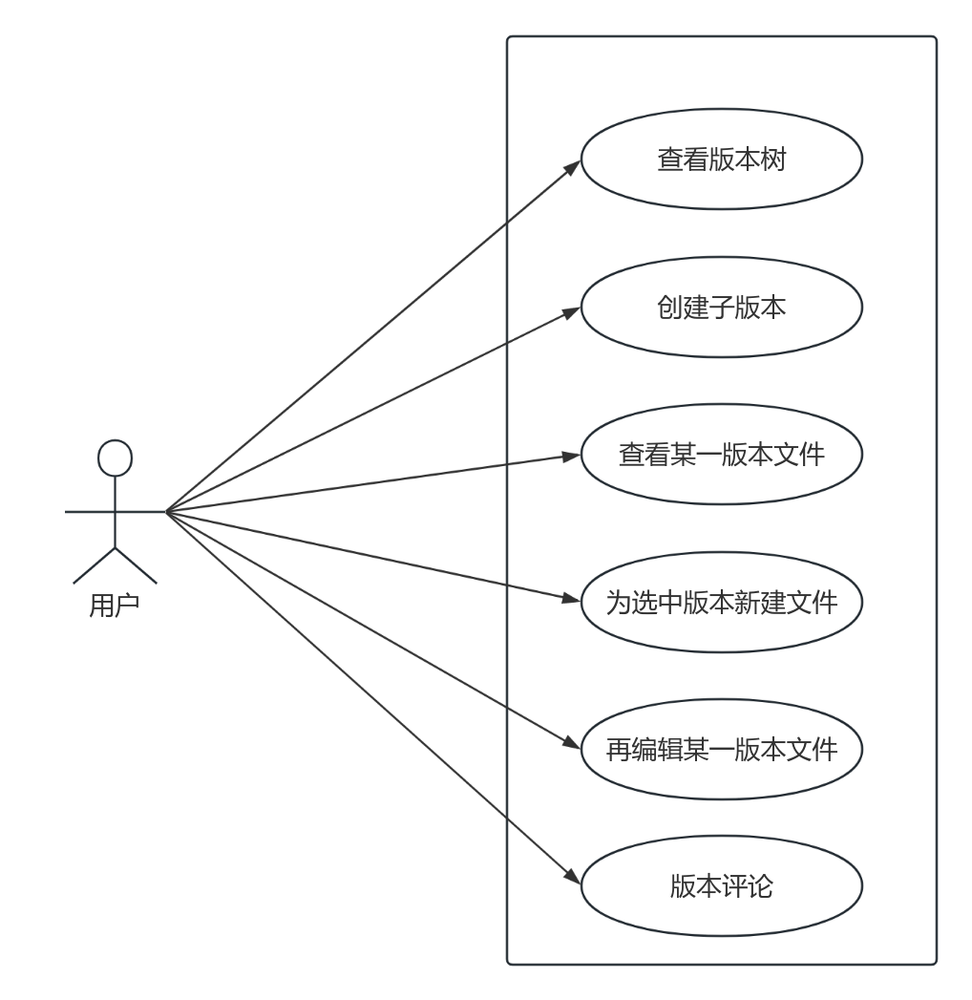 查看版本树
创建子版本
查看某一版本文件
用户
为选中版本新建文件
再编辑某一版本文件
版本评论